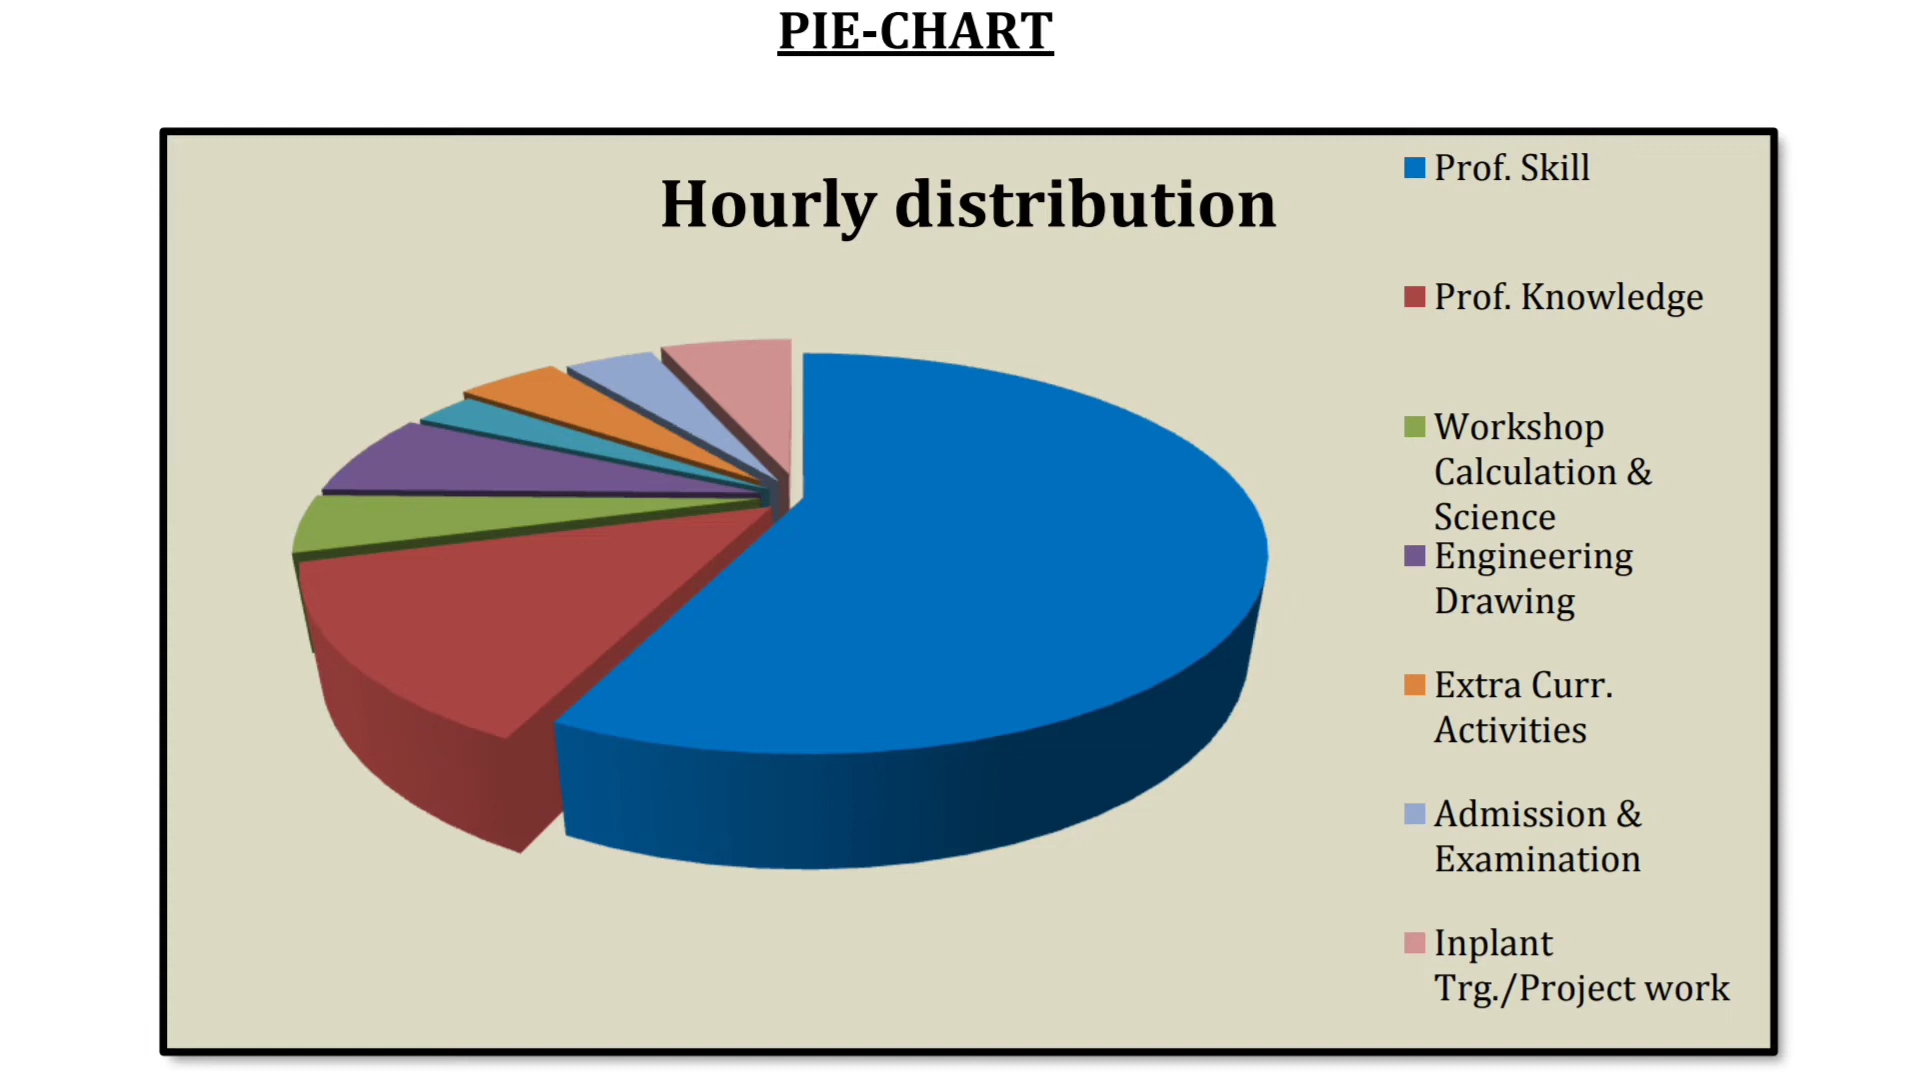 PIE-CHART
Hourly distribution
Prof. Skill
Prof. Knowledge
Workshop
Calculation &
Science
Engineering
Drawing
Extra Curr.
Activities
Admission &
Examination
Inplant
Trg./Project work